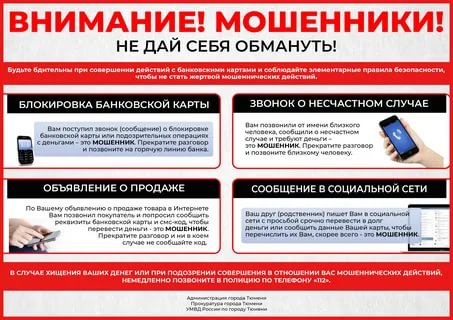 ВНИМАНИЕ! МОШЕННИКИ!
НЕ ДАЙ СЕБЯ ОБМАНУТЬ!
Будьте бдительны при совершении действий с банковскими картами и соблюдайте элементарные правила безопасности,
чтобы не стать жертвой мошеннических действий.
БЛОКИРОВКА БАНКОВСКОЙ КАРТЫ
Вам поступил звонок (сообщение) о блокировке
банковской карты или подозрительных операциях
с деньгами - это МОШЕННИК. Прекратите разговор
и позвоните на горячую линию банка.
ЗВОНОК О НЕСЧАСТНОМ СЛУЧАЕ
Вам позвонили от имени близкого
человека, сообщили о несчастном
случае и требуют деньги –
это МОШЕННИК. Прекратите разговор
и позвоните близкому человеку.
ОБЪЯВЛЕНИЕ О ПРОДАЖЕ
По Вашему объявлению о продаже товара в Интернете
Вам позвонил покупатель и попросил сообщить
реквизиты банковской карты и смс-код, чтобы
перевести деньги - это МОШЕННИК.
Прекратите разговор и ни в коем
случае не сообщайте код.
СООБЩЕНИЕ В СОЦИАЛЬНОЙ СЕТИ
Ваш друг (родственник) пишет Вам в социальной
сети с просьбой срочно перевести в долг
деньги или сообщить данные Вашей карты, чтобы
перечислить их Вам, скорее всего - это МОШЕННИК.
В СЛУЧАЕ ХИЩЕНИЯ ВАШИХ ДЕНЕГ ИЛИ ПРИ ПОДОЗРЕНИИ СОВЕРШЕНИЯ В ОТНОШЕНИИ ВАС МОШЕННИЧЕСКИХ ДЕЙСТВИЙ,
НЕМЕДЛЕННО ПОЗВОНИТЕ В ПОЛИЦИЮ ПО ТЕЛЕФОНУ «112».
Администрация города Тюмени
Прокуратура города Тюмени
УМВД России по городу Тюмени